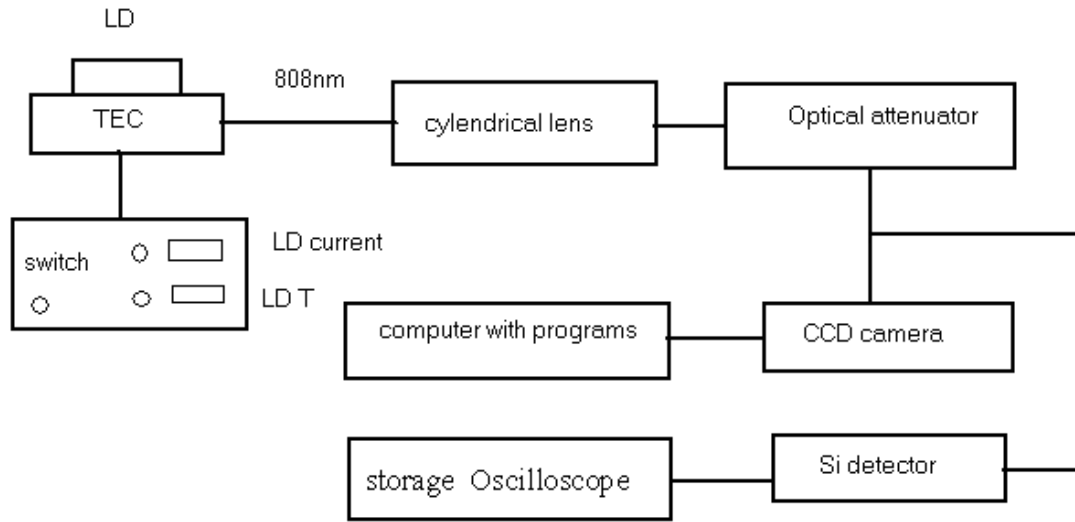 LD
808nm
TEC
cylendrical lens
Optical attenuator
switch
LD current
LD T
computer with programs
CCD camera
storage Oscilloscope
Si detector